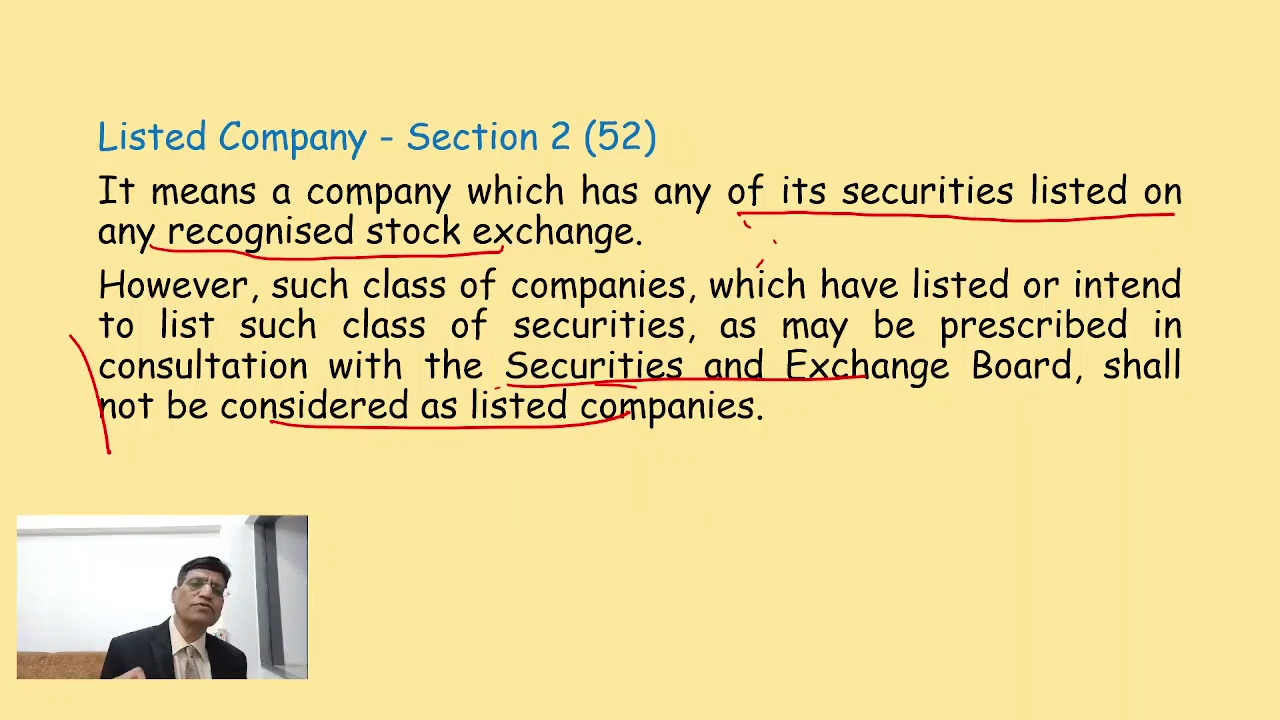 Listed Company - Section 2 (52)
It means a company which has any of its securities listed on
any recognised stock exchange.
However, such class of companies, which have listed or intend
to list such class of securities, as may be prescribed in
consultation with the Securities and Exchange Board, shall
not be considered as listed companies.